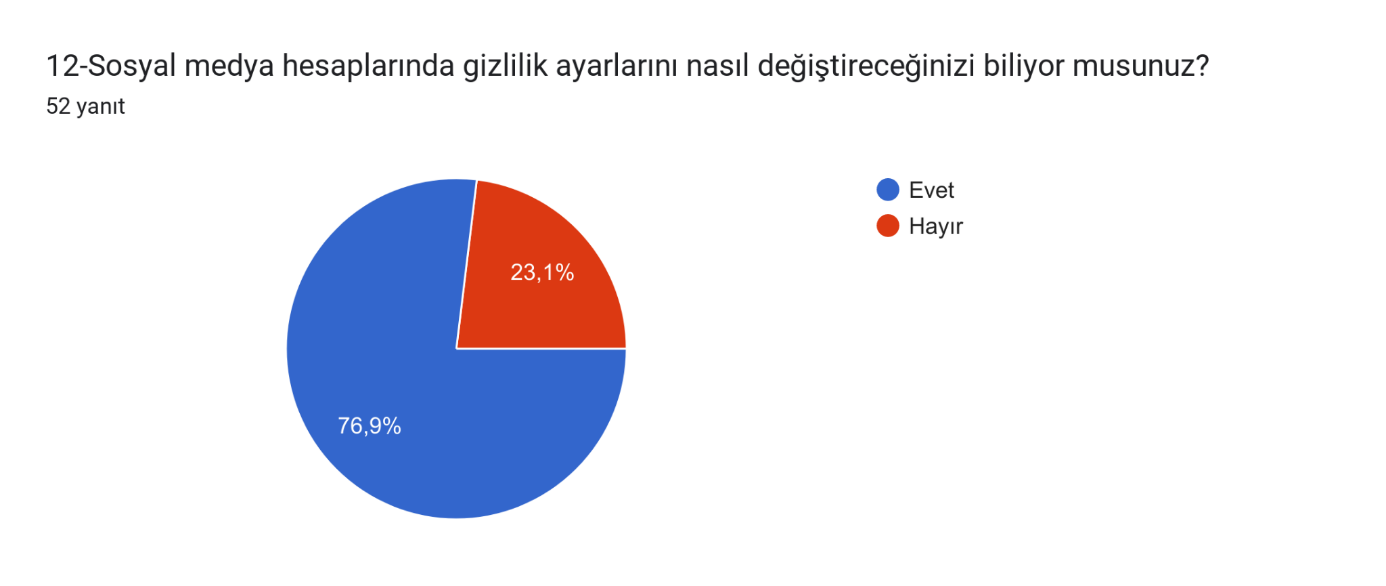 12-Sosyal medya hesaplarında gizlilik ayarlarını nasıl değiştireceğinizi biliyor musunuz?
52 yanıt
Evet
Hayır
23,1%
76,9%